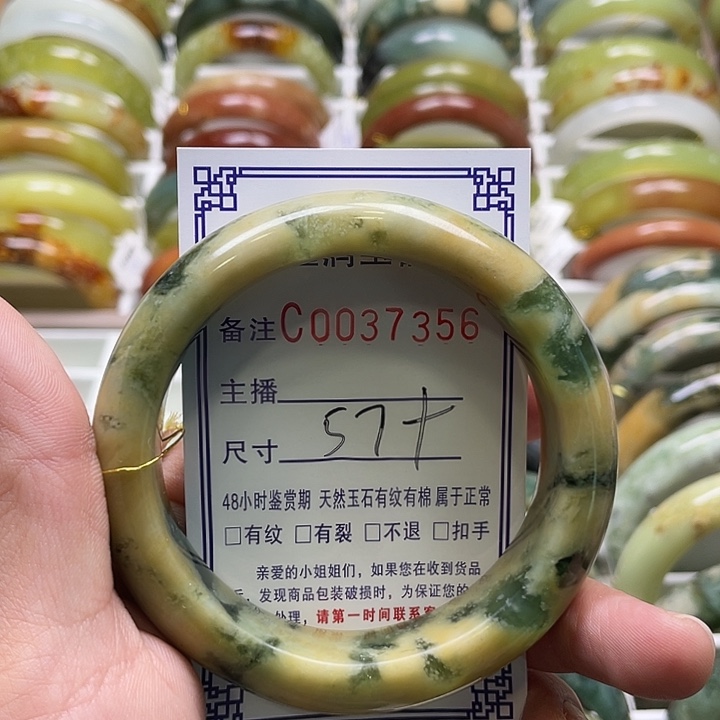 备注C0037356
主播
尺寸 57+
48小时鉴赏期 天然玉石有纹有棉 属于正常
□有纹 □有裂 □不退 □扣手
亲爱的小姐姐们，如果您在收到货品
，发现商品包装破损时，为保证您的
处理，请第一时间联系客